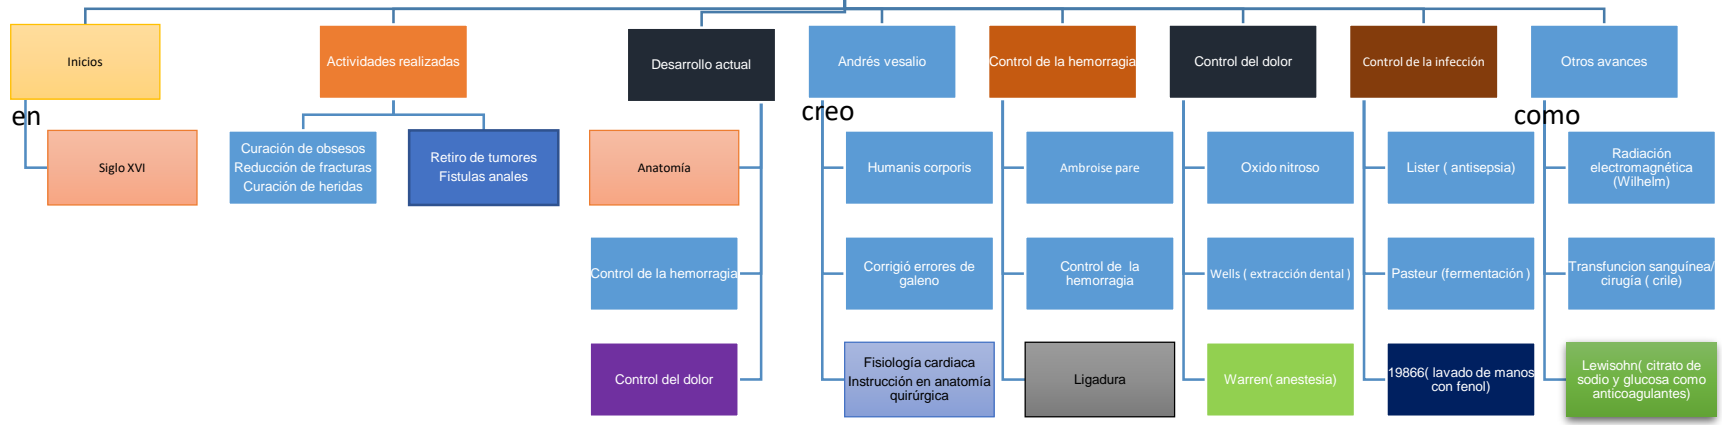 Inicios
Actividades realizadas
Desarrollo actual
Andrés vesalio
Control de la hemorragia
Control del dolor
Control de la infección
Otros avances
en
creo
como
Siglo XVI
Curación de obsesos
Reducción de fracturas
Curación de heridas
Retiro de tumores
Fistulas anales
Anatomía
Humanis corporis
Ambroise pare
Oxido nitroso
Lister ( antisepsia)
Radiación
electromagnética
(Wilhelm)
Control de la hemorragia
Corrigió errores de
galeno
Control de la
hemorragia
Wells ( extracción dental )
Pasteur (fermentación )
Transfuncion sanguínea/
cirugía ( crile)
Control del dolor
Fisiología cardiaca
Instrucción en anatomía
quirúrgica
Ligadura
Warren( anestesia)
19866( lavado de manos
con fenol)
Lewisohn( citrato de
sodio y glucosa como
anticoagulantes)